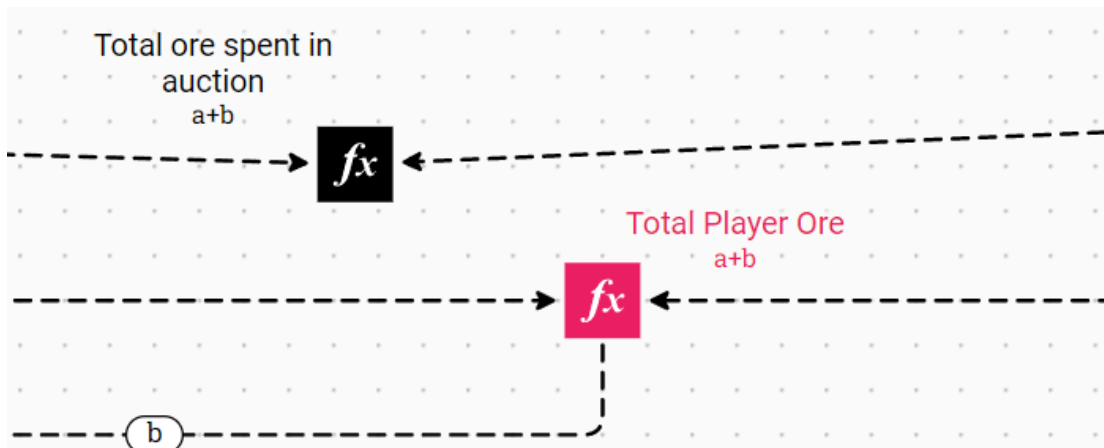 Total ore spent in
auction
a+b
fx
Total Player Ore
a+b
fx
b